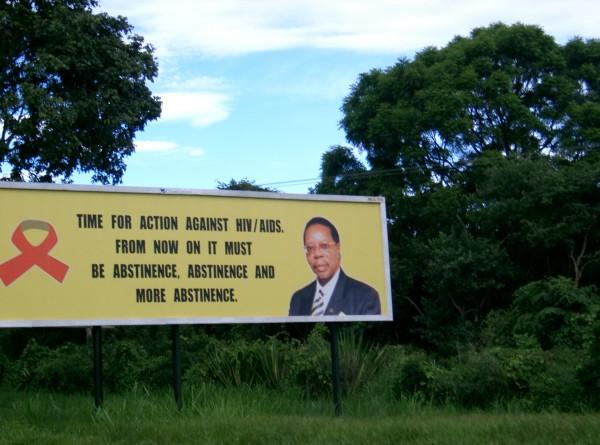 TIME FOR ACTION AGAINST HIV/AIDS.
FROM NOW ON IT MUST
BE ABSTINENCE, ABSTINENCE AND
MORE ABSTINENCE.